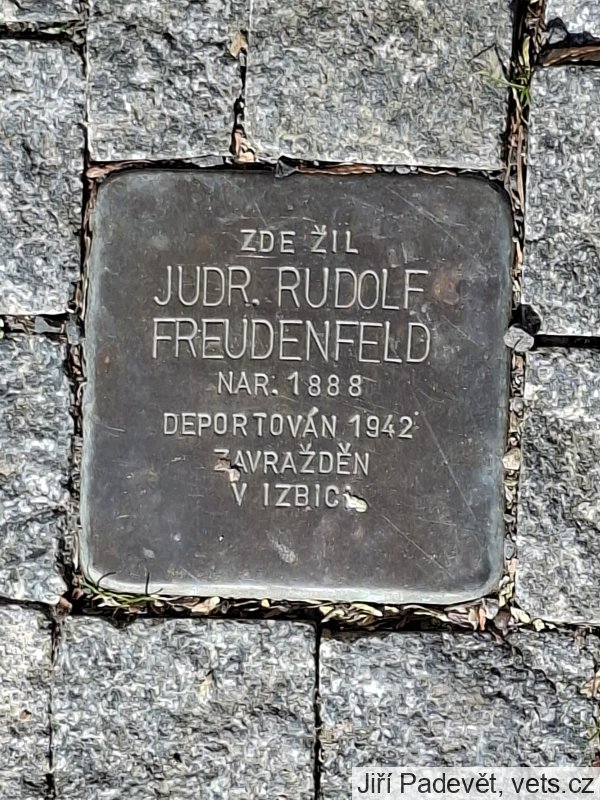 ZDE ŽIL
JUDR. RUDOLF
FREUDENFELD
NAR. 1888
DEPORTOVÁN 1942
ZAVRAŽDĚN
V IZBICI
Jiří Padevět, vets.cz